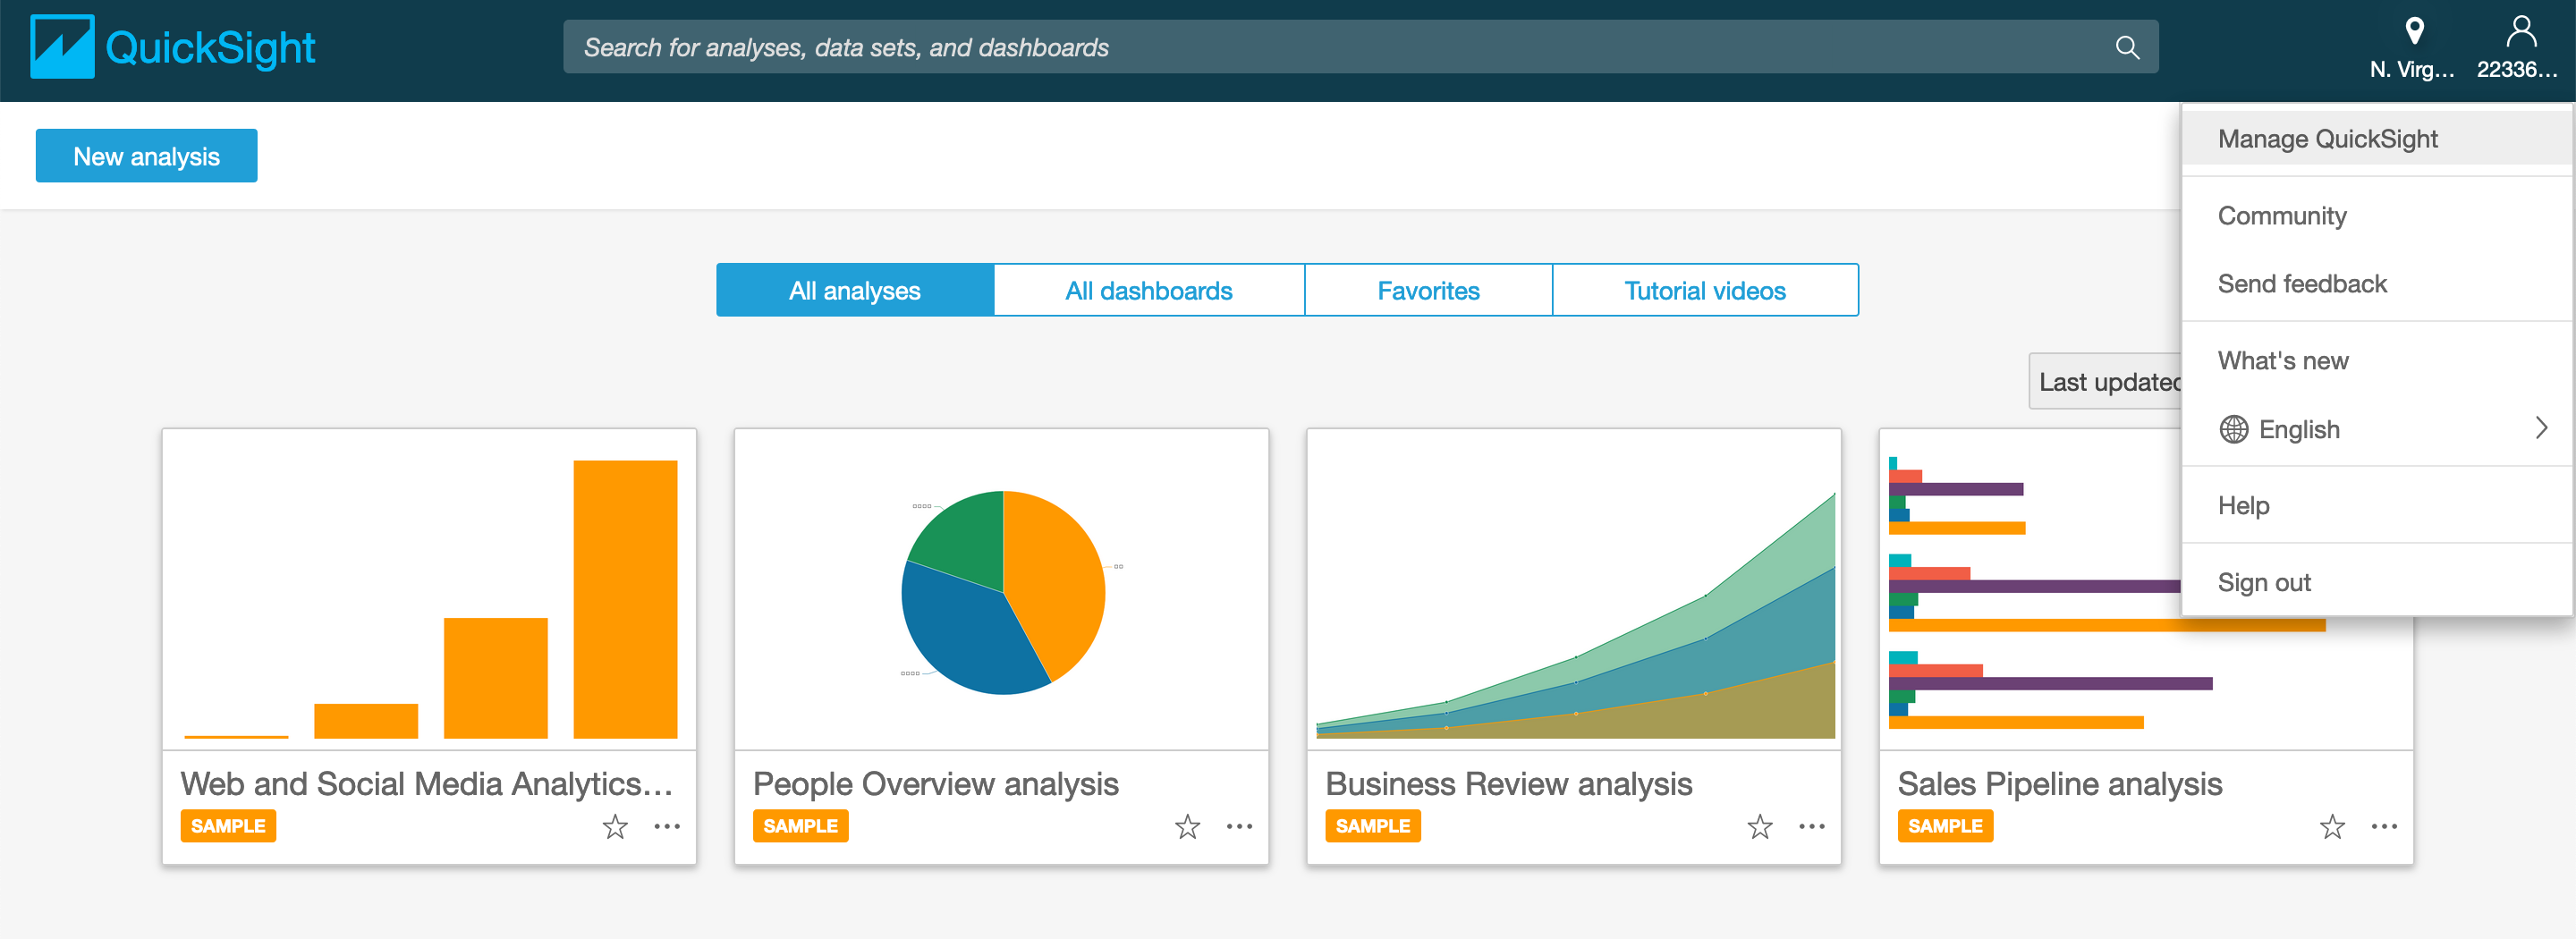 QuickSight
Search for analyses, data sets, and dashboards
N. Virg...
22336...
New analysis
Manage QuickSight
Community
Send feedback
What's new
English
Help
Sign out
All analyses
All dashboards
Favorites
Tutorial videos
Last updated
Web and Social Media Analytics...
SAMPLE
People Overview analysis
SAMPLE
Business Review analysis
SAMPLE
Sales Pipeline analysis
SAMPLE